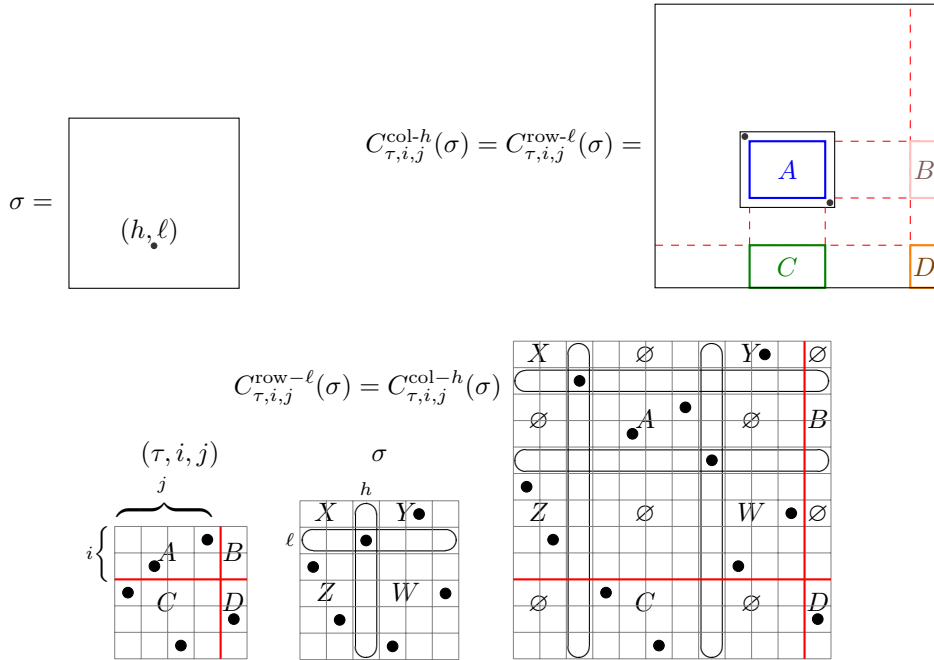 C^{col-h}_{τ,i,j}(σ) = C^{row-ℓ}_{τ,i,j}(σ) =
A
B
σ =
(h, ℓ)
C
D
X
∅
Y
∅
C^{row−ℓ}_{τ,i,j}(σ) = C^{col−h}_{τ,i,j}(σ)
∅
A
∅
B
(τ, i, j)
σ
j
h
X
Y
Z
∅
W
∅
i
A
B
ℓ
C
D
Z
W
∅
C
∅
D